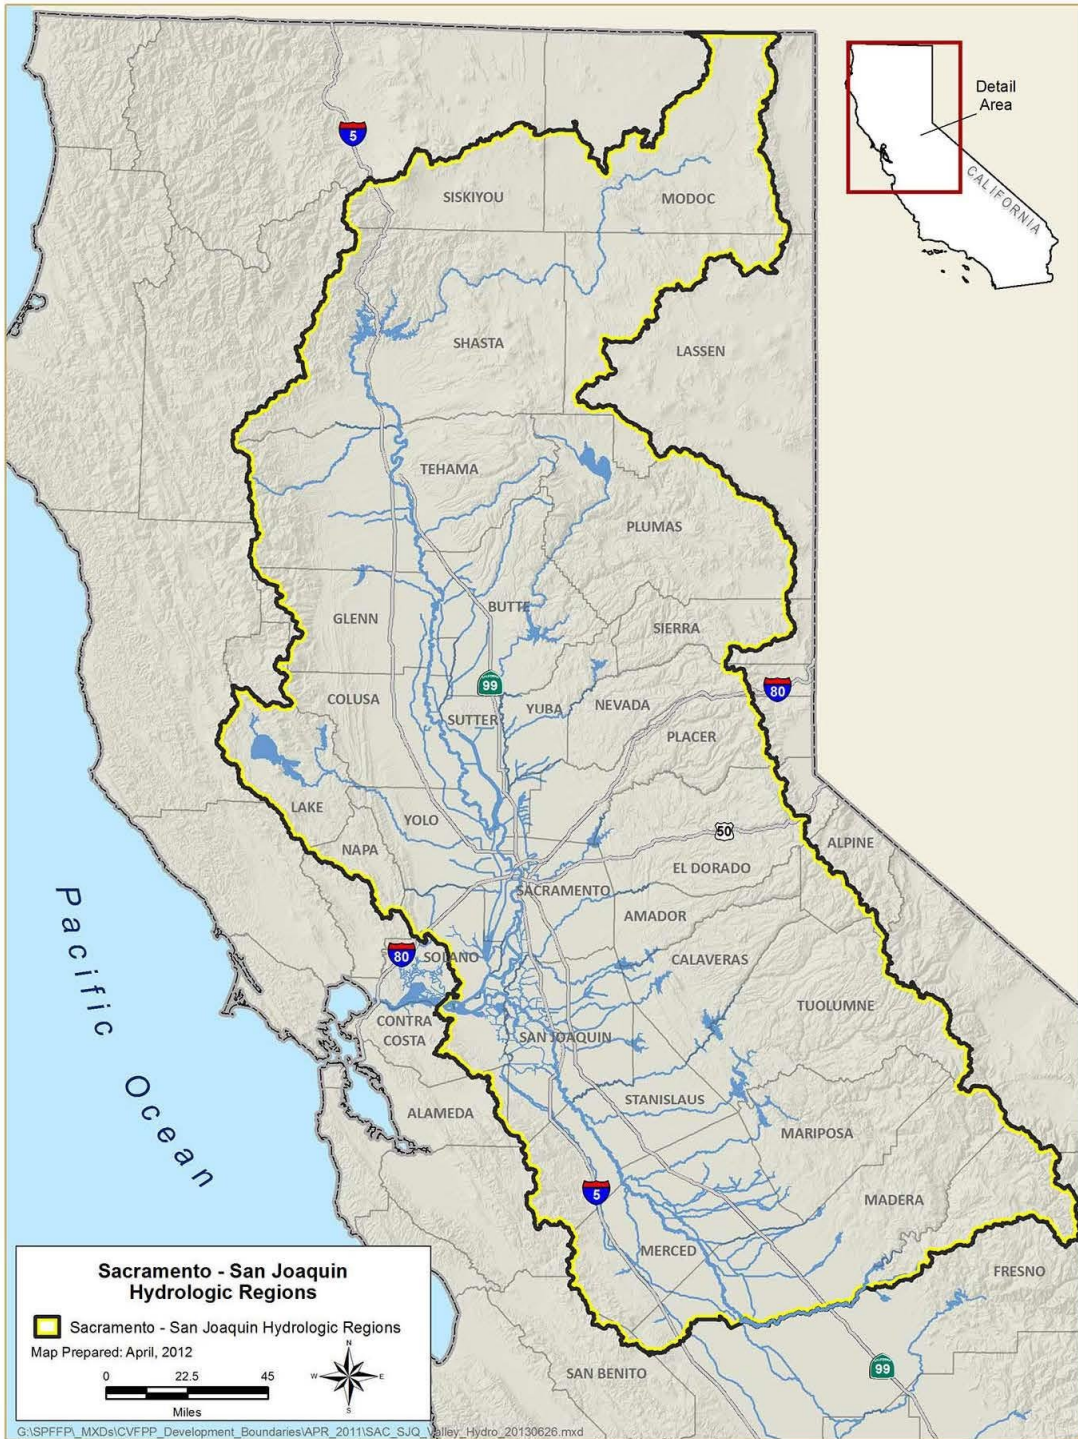 5
Detail
Area
CALIFORNIA
SISKIYOU
MODOC
SHASTA
LASSEN
TEHAMA
PLUMAS
BUTTE
GLENN
SIERRA
99
80
COLUSA
SUTTER
YUBA
NEVADA
PLACER
LAKE
YOLO
50
NAPA
ALPINE
EL DORADO
SACRAMENTO
AMADOR
80
SOLANO
CALAVERAS
TUOLUMNE
CONTRA
COSTA
SAN JOAQUIN
Pacific Ocean
STANISLAUS
ALAMEDA
MARIPOSA
5
MADERA
MERCED
FRESNO
SAN BENITO
99
Sacramento - San Joaquin
Hydrologic Regions
Sacramento - San Joaquin Hydrologic Regions
Map Prepared: April, 2012
0 22.5 45
Miles
N
W E
S
G:\SPFFP\_MXDs\CVFPP_Development_Boundaries\APR_2011\SAC_SJQ_Valley_Hydro_20130626.mxd